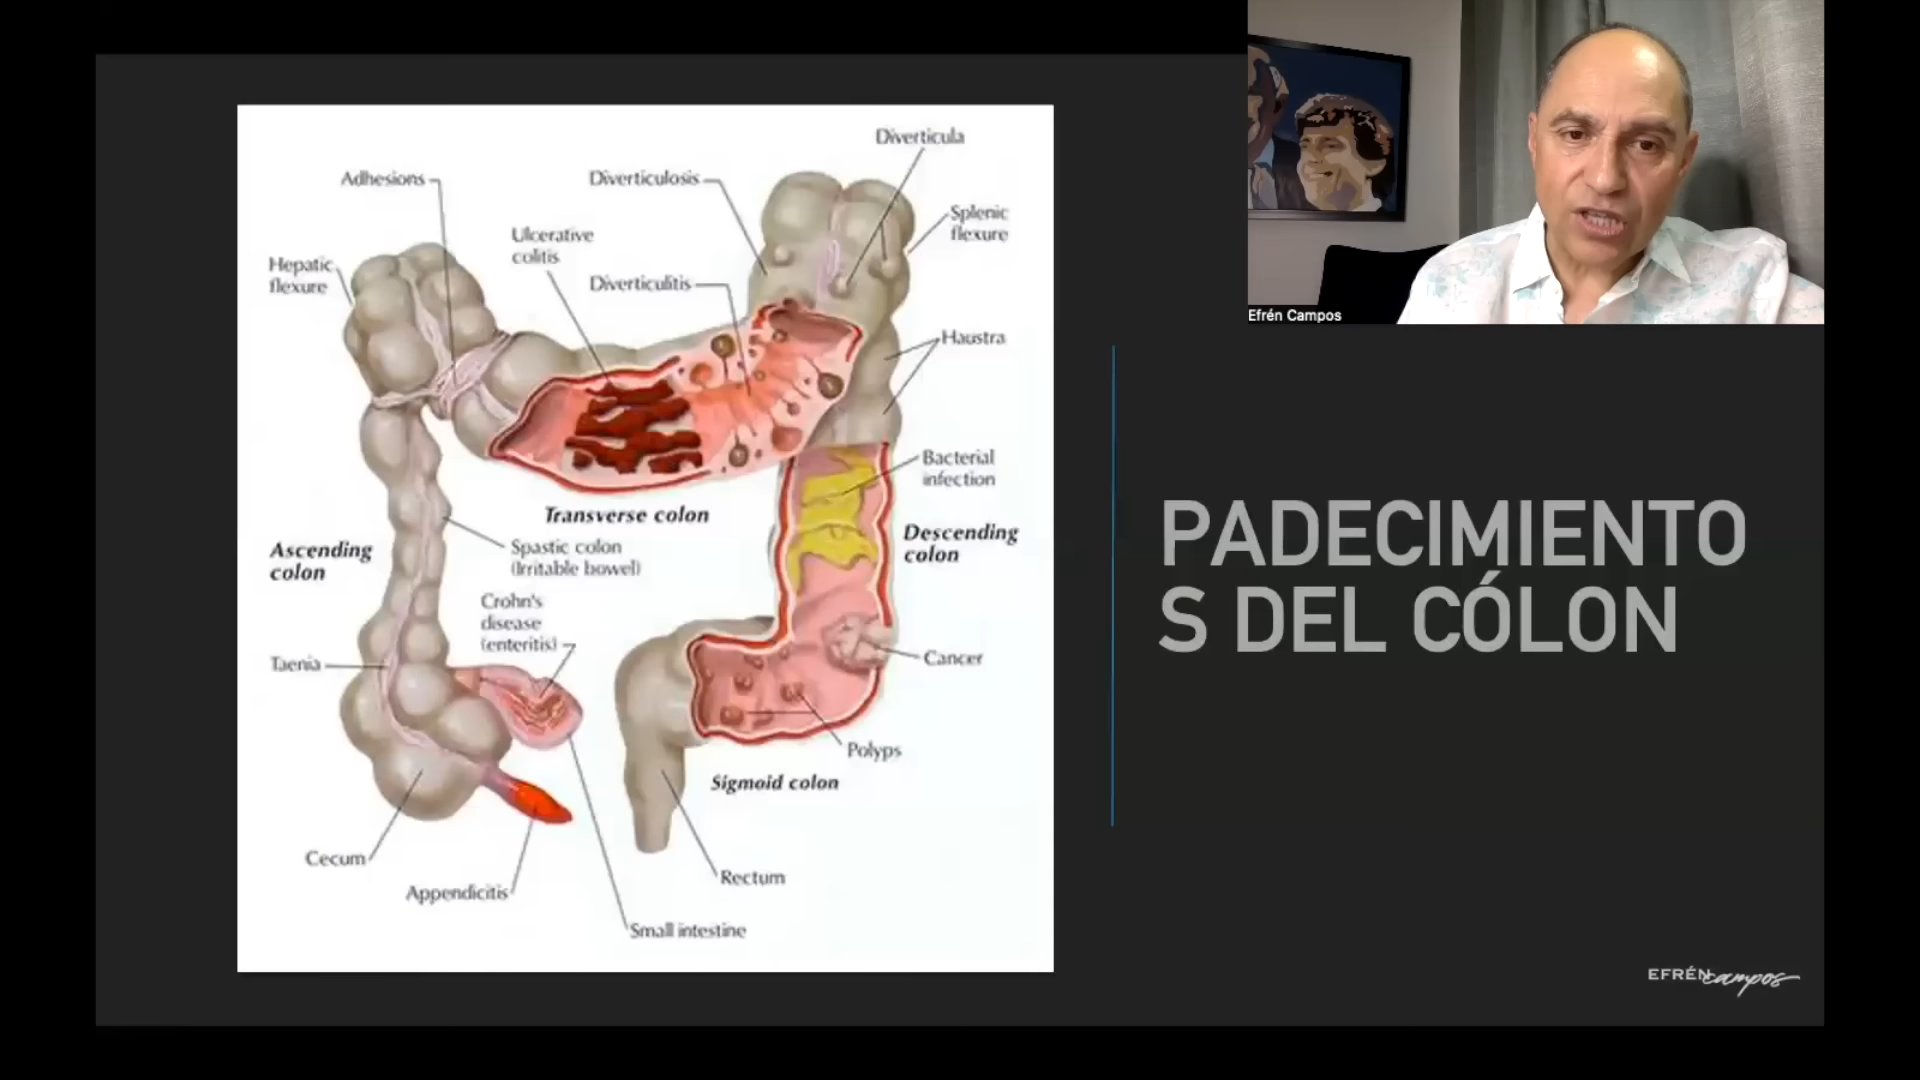 Diverticula
Adhesions
Diverticulosis
Splenic
flexure
Ulcerative
colitis
Hepatic
flexure
Diverticulitis
Efrén Campos
Haustra
Bacterial
infection
Transverse colon
Descending
colon
Ascending
colon
Spastic colon
(Irritable bowel)
Crohn's
disease
(enteritis)
Taenia
Cancer
Polyps
Sigmoid colon
Cecum
Rectum
Appendicitis
Small intestine
PADECIMIENTO
S DEL CÓLON
EFRÉN campos